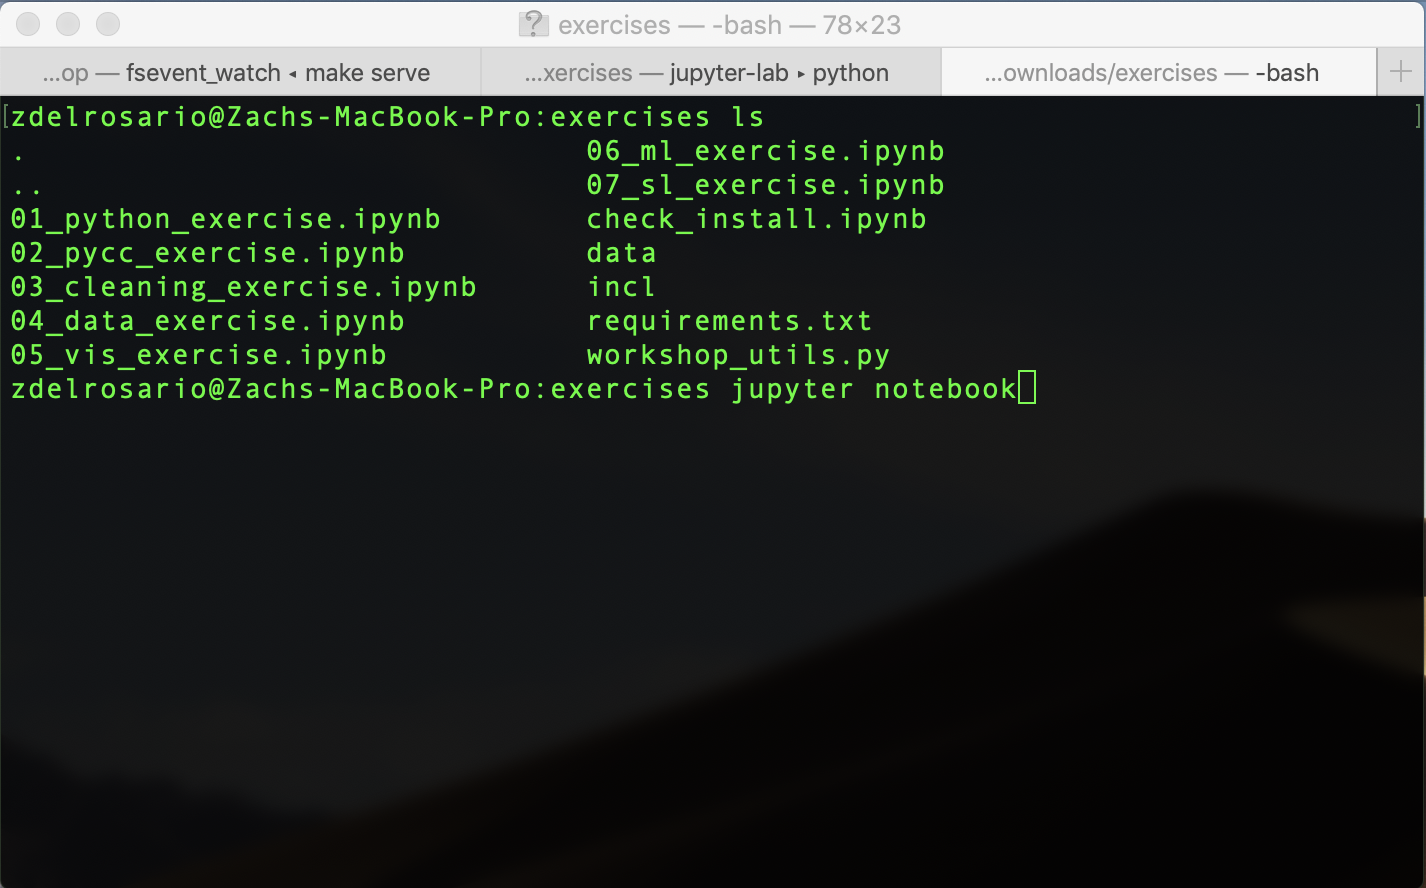 exercises — -bash — 78×23
...op — fsevent_watch ◂ make serve
...xercises — jupyter-lab ▸ python
...ownloads/exercises — -bash
[zdelrosario@Zachs-MacBook-Pro:exercises ls ]
. 06_ml_exercise.ipynb
.. 07_sl_exercise.ipynb
01_python_exercise.ipynb check_install.ipynb
02_pycc_exercise.ipynb data
03_cleaning_exercise.ipynb incl
04_data_exercise.ipynb requirements.txt
05_vis_exercise.ipynb workshop_utils.py
zdelrosario@Zachs-MacBook-Pro:exercises jupyter notebook